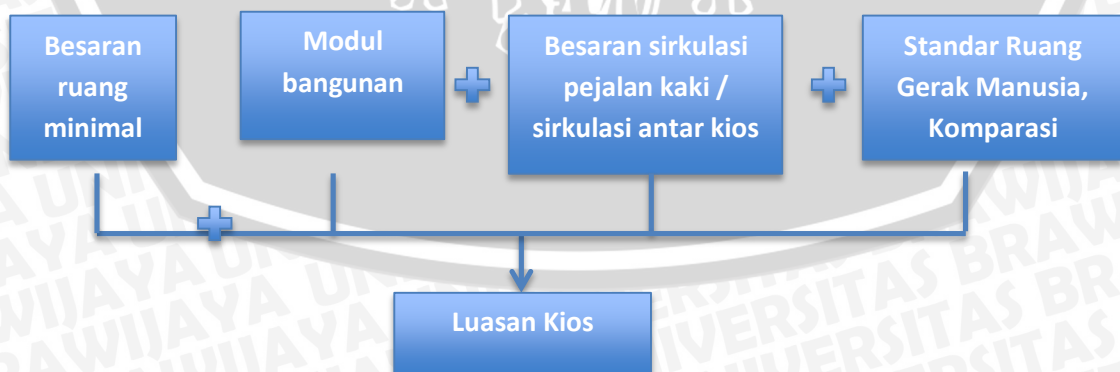 Besaran
ruang
minimal
Modul
bangunan
Besaran sirkulasi
pejalan kaki /
sirkulasi antar kios
Standar Ruang
Gerak Manusia,
Komparasi
Luasan Kios